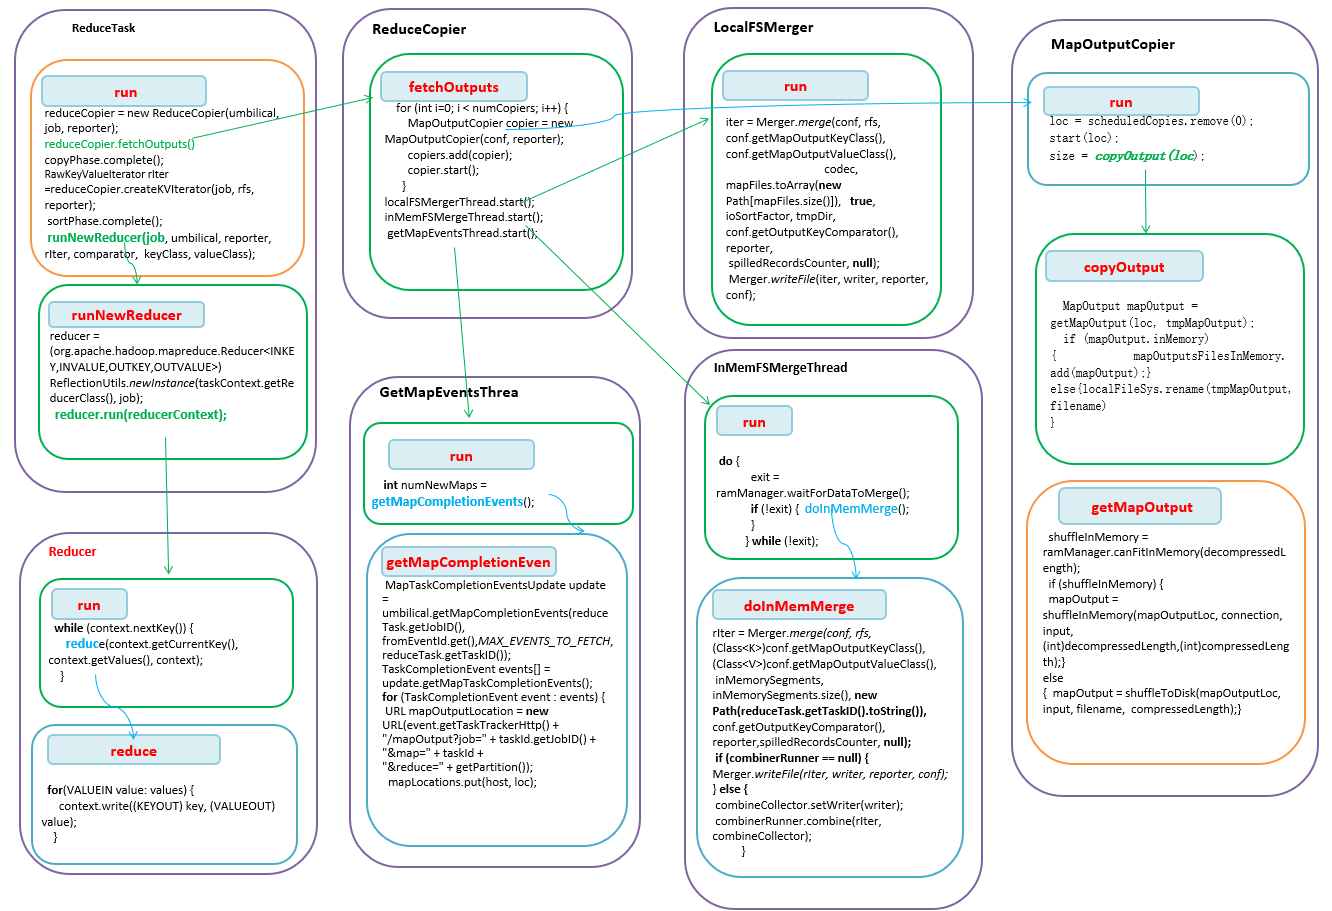 ReduceTask
run
reduceCopier = new ReduceCopier(umbilical,
job, reporter);
reduceCopier.fetchOutputs()
copyPhase.complete();
RawKeyValueIterator rIter
=reduceCopier.createKVIterator(job, rfs,
reporter);
sortPhase.complete();
runNewReducer(job, umbilical, reporter,
rIter, comparator, keyClass, valueClass);
runNewReducer
reducer =
(org.apache.hadoop.mapreduce.Reducer<INKE
Y,INVALUE,OUTKEY,OUTVALUE>)
ReflectionUtils.newInstance(taskContext.getRe
ducerClass(), job);
reducer.run(reducerContext);
Reducer
run
while (context.nextKey()) {
reduce(context.getCurrentKey(),
context.getValues(), context);
}
reduce
for(VALUEIN value: values) {
context.write((KEYOUT) key, (VALUEOUT)
value);
}
ReduceCopier
fetchOutputs
for (int i=0; i < numCopiers; i++) {
MapOutputCopier copier = new
MapOutputCopier(conf, reporter);
copiers.add(copier);
copier.start();
}
localFSMergerThread.start();
inMemFSMergeThread.start();
getMapEventsThread.start();
GetMapEventsThrea
run
int numNewMaps =
getMapCompletionEvents();
getMapCompletionEven
MapTaskCompletionEventsUpdate update
=
umbilical.getMapCompletionEvents(reduce
Task.getJobID(),
fromEventId.get(),MAX_EVENTS_TO_FETCH,
reduceTask.getTaskID());
TaskCompletionEvent events[] =
update.getMapTaskCompletionEvents();
for (TaskCompletionEvent event : events) {
URL mapOutputLocation = new
URL(event.getTaskTrackerHttp() +
"/mapOutput?job=" + taskId.getJobID() +
"&map=" + taskId +
"&reduce=" + getPartition());
mapLocations.put(host, loc);
LocalFSMerger
run
iter = Merger.merge(conf, rfs,
conf.getMapOutputKeyClass(),
conf.getMapOutputValueClass(),
codec,
mapFiles.toArray(new
Path[mapFiles.size()]), true,
ioSortFactor, tmpDir,
conf.getOutputKeyComparator(),
reporter,
spilledRecordsCounter, null);
Merger.writeFile(iter, writer, reporter,
conf);
InMemFSMergeThread
run
do {
exit =
ramManager.waitForDataToMerge();
if (!exit) { doInMemMerge();
}
} while (!exit);
doInMemMerge
rIter = Merger.merge(conf, rfs,
(Class<K>)conf.getMapOutputKeyClass(),
(Class<V>)conf.getMapOutputValueClass(),
inMemorySegments,
inMemorySegments.size(), new
Path(reduceTask.getTaskID().toString()),
conf.getOutputKeyComparator(),
reporter,spilledRecordsCounter, null);
if (combinerRunner == null) {
Merger.writeFile(rIter, writer, reporter, conf);
} else {
combineCollector.setWriter(writer);
combinerRunner.combine(rIter,
combineCollector);
}
MapOutputCopier
run
loc = scheduledCopies.remove(0);
start(loc);
size = copyOutput(loc);
copyOutput
MapOutput mapOutput =
getMapOutput(loc, tmpMapOutput);
if (mapOutput.inMemory)
{ mapOutputsFilesInMemory.
add(mapOutput);}
else{localFileSys.rename(tmpMapOutput,
filename)
}
getMapOutput
shuffleInMemory =
ramManager.canFitInMemory(decompressedL
ength);
if (shuffleInMemory) {
mapOutput =
shuffleInMemory(mapOutputLoc, connection,
input,
(int)decompressedLength,(int)compressedLeng
th);}
else
{ mapOutput = shuffleToDisk(mapOutputLoc,
input, filename, compressedLength);}